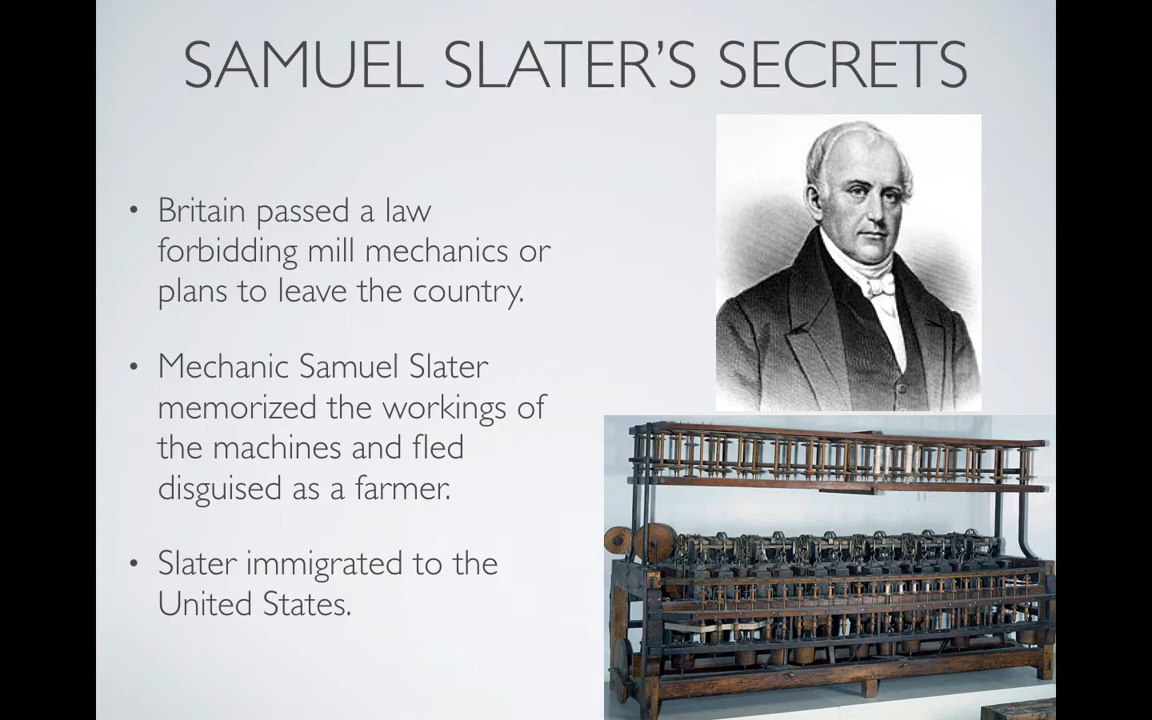 SAMUEL SLATER’S SECRETS
• Britain passed a law
forbidding mill mechanics or
plans to leave the country.
• Mechanic Samuel Slater
memorized the workings of
the machines and fled
disguised as a farmer.
• Slater immigrated to the
United States.